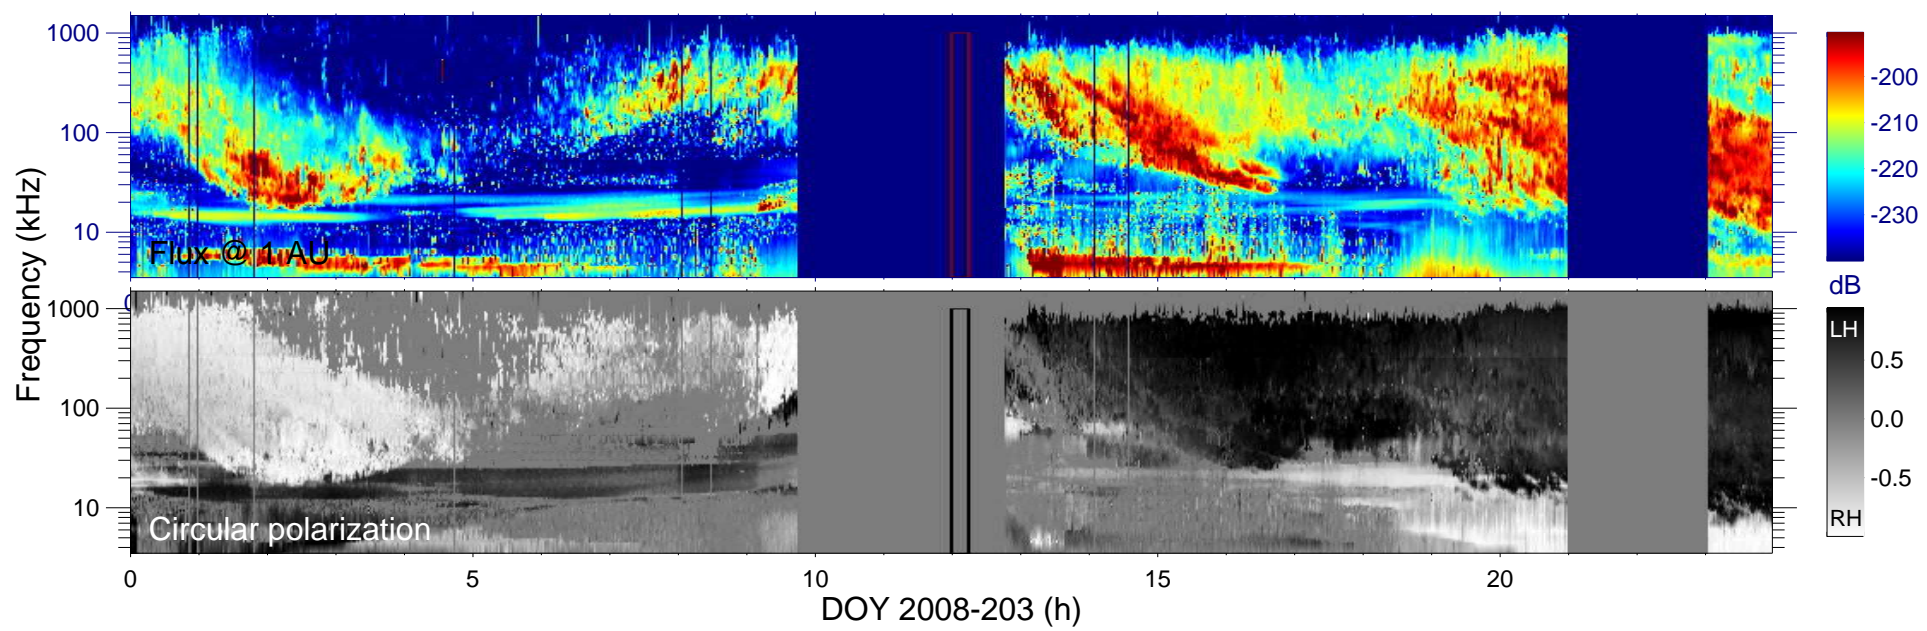 1000
100
10
Flux @ 1 AU
-200
-210
-220
-230
dB
0
Frequency (kHz)
1000
100
10
Circular polarization
LH
0.5
0.0
-0.5
RH
0
5
10
15
20
DOY 2008-203 (h)